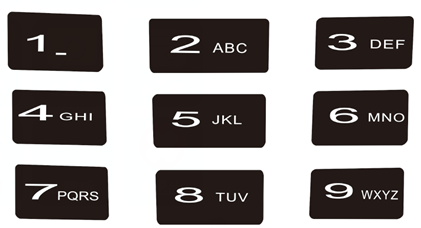 1 _ 2 ABC 3 DEF
4 GHI 5 JKL 6 MNO
7 PQRS 8 TUV 9 WXYZ